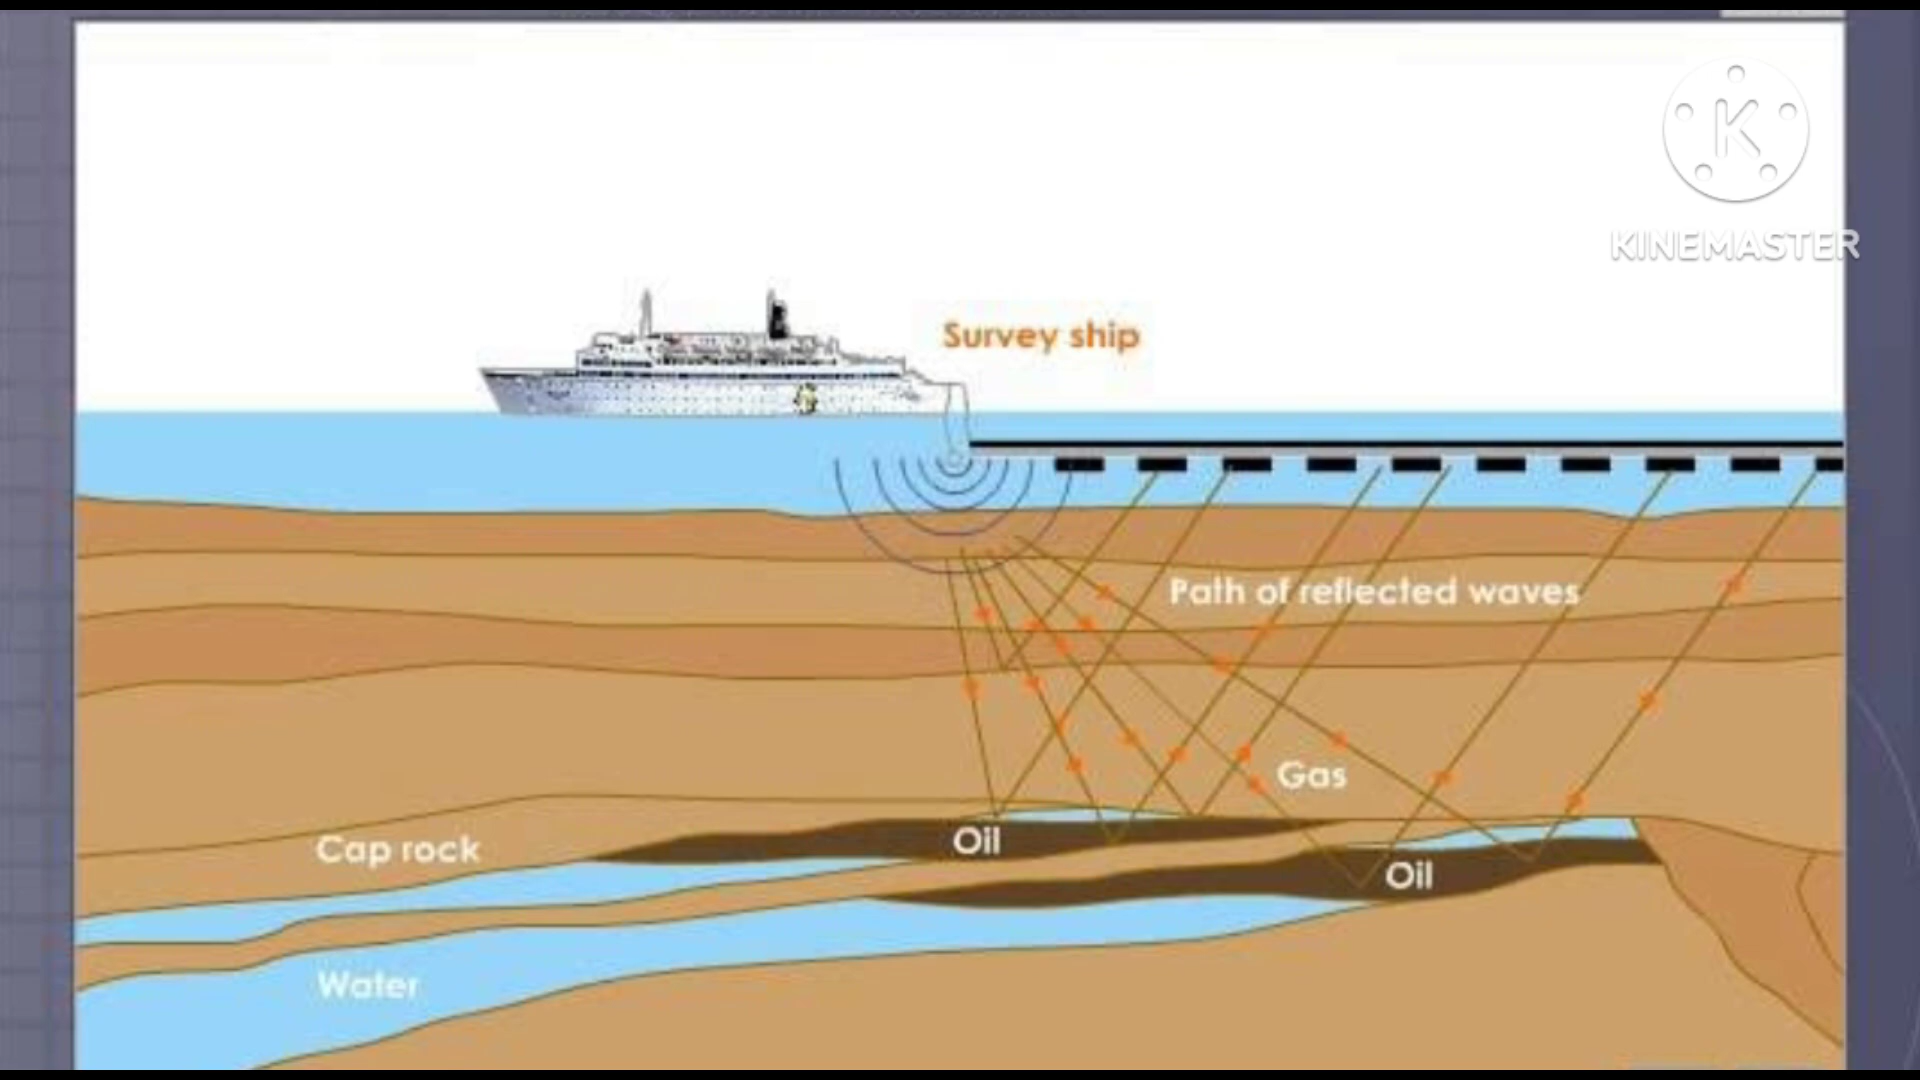 K
KINEMASTER
Survey ship
Path of reflected waves
Gas
Oil
Cap rock
Oil
Water